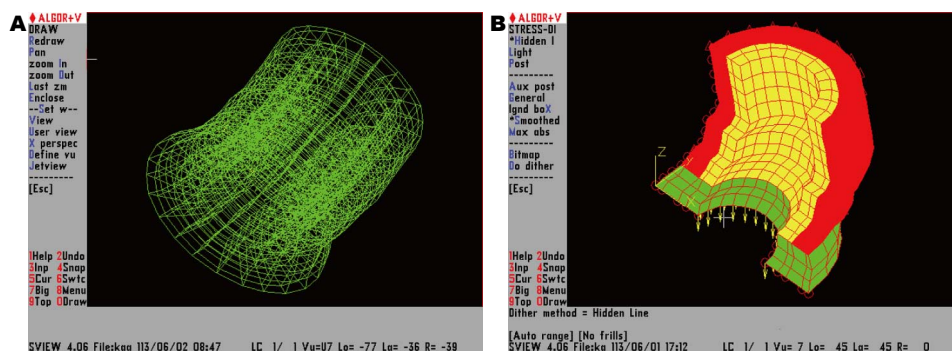 A
ALGOR+V
DRAW
Redraw
Pan
zoom In
zoom Out
Last zm
Enclose
--Set w--
View
User view
X perspec
Define vu
Jetview
---------
[Esc]
1Help 2Undo
3Inp 4Snap
5Cur 6Swtc
7Big 8Menu
9Top 0Draw
SVIEW 4.06 File:kaa 113/06/02 08:47 LC 1/ 1 Vu=U7 Lo= -77 La= -36 R= -39
B
ALGOR+V
STRESS-DI
*Hidden l
Light
Post
---------
Aux post
General
Ignd boX
*Smoothed
Max abs
---------
Bitmap
Do dither
---------
[Esc]
Z
1Help 2Undo
3Inp 4Snap
5Cur 6Swtc
7Big 8Menu
9Top 0Draw
Dither method = Hidden Line
[Auto range] [No frills]
SVIEW 4.06 File:kag 113/06/01 17:12 LC 1/ 1 Vu= 7 Lo= 45 La= 45 R= 0